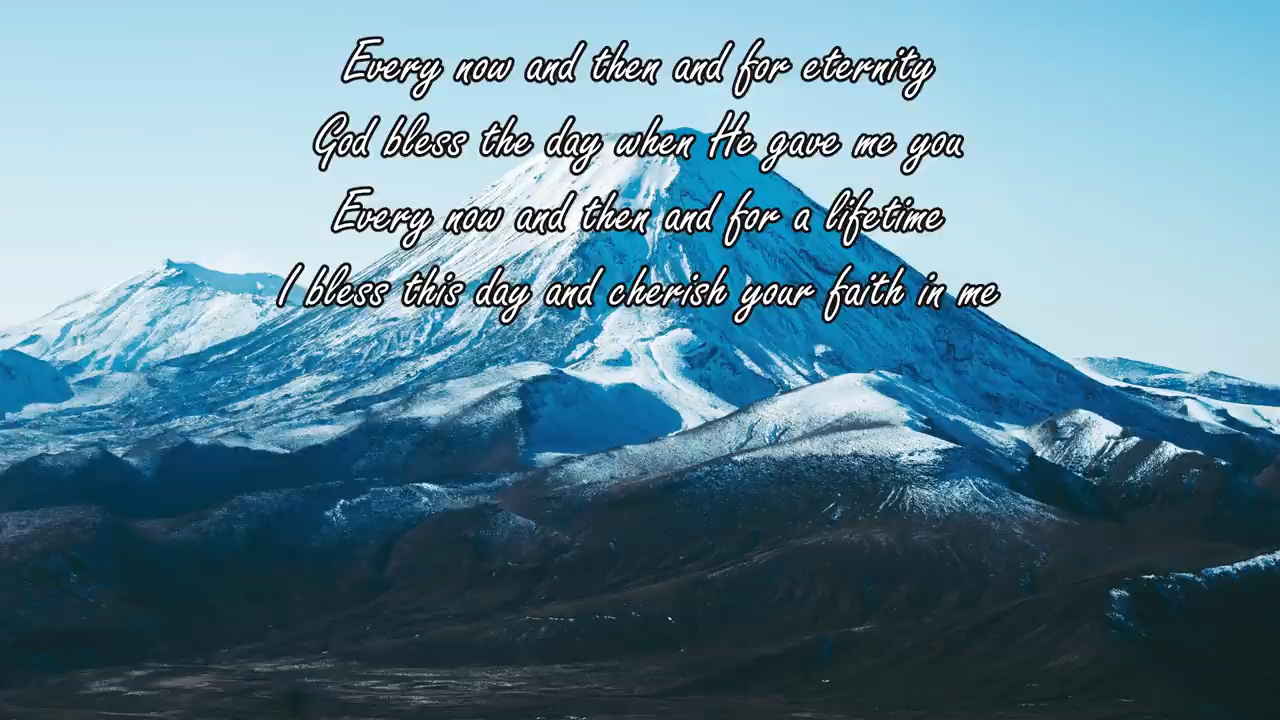 Every now and then and for eternity
God bless the day when He gave me you
Every now and then and for a lifetime
I bless this day and cherish your faith in me